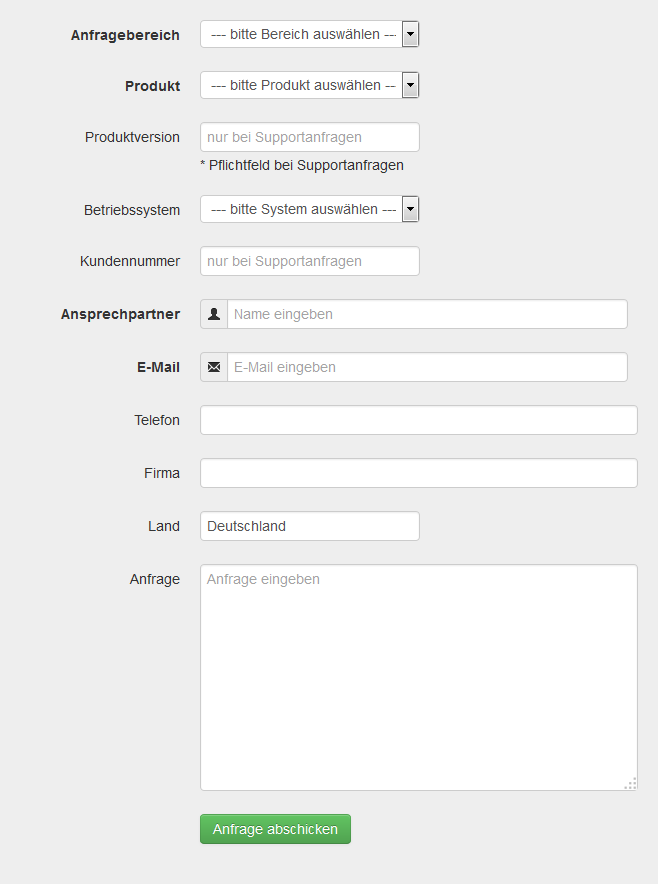 Anfragebereich --- bitte Bereich auswählen ---
Produkt --- bitte Produkt auswählen --
Produktversion nur bei Supportanfragen
* Pflichtfeld bei Supportanfragen
Betriebssystem --- bitte System auswählen ---
Kundennummer nur bei Supportanfragen
Ansprechpartner Name eingeben
E-Mail E-Mail eingeben
Telefon
Firma
Land Deutschland
Anfrage Anfrage eingeben
Anfrage abschicken